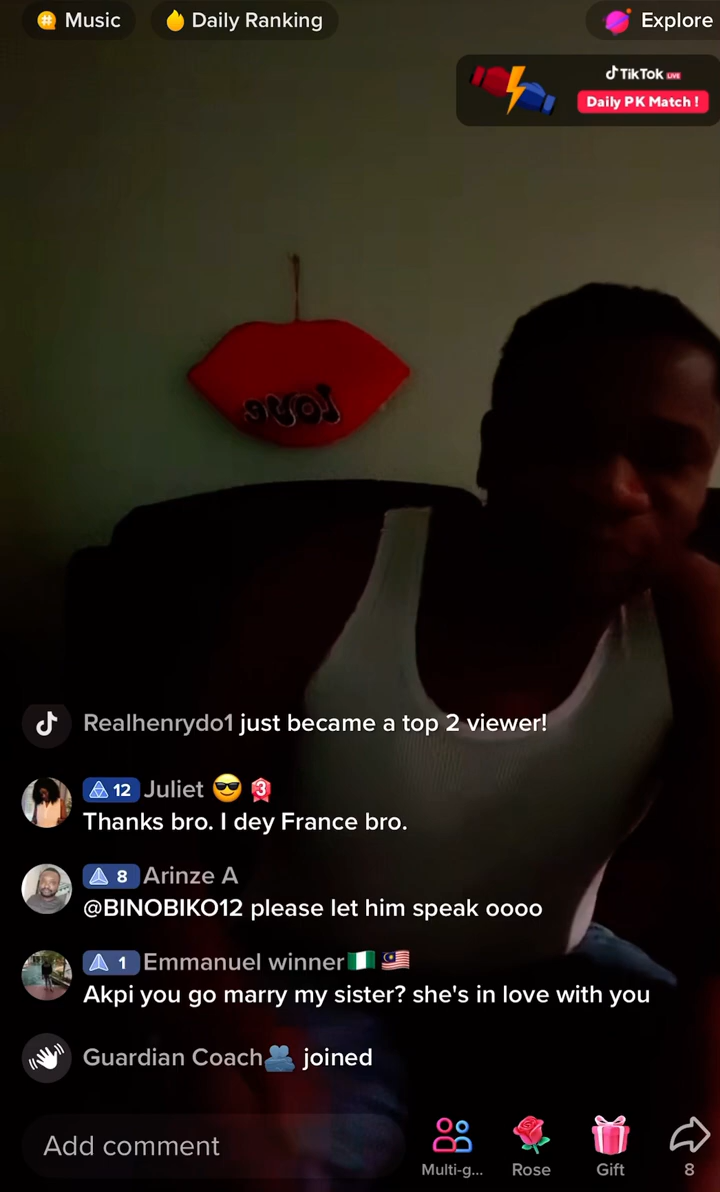 Music
Daily Ranking
Explore
TikTok LIVE
Daily PK Match !
Love
Realhenrydo1 just became a top 2 viewer!
12 Juliet 😎 3
Thanks bro. I dey France bro.
8 Arinze A
@BINOBIKO12 please let him speak oooo
1 Emmanuel winner🇳🇬 🇲🇾
Akpi you go marry my sister? she's in love with you
Guardian Coach🫂 joined
Add comment
Multi-g...
Rose
Gift
8